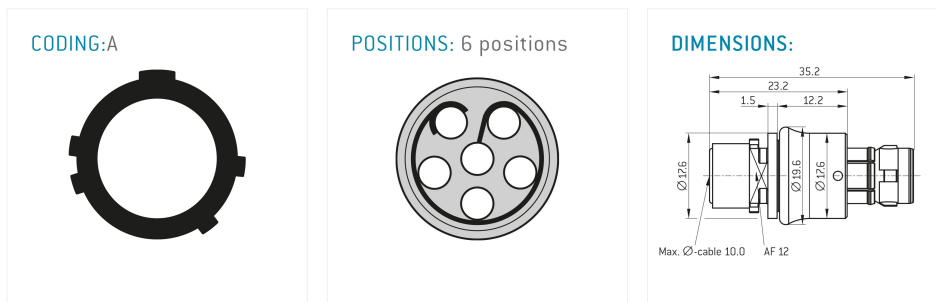 CODING:A
POSITIONS: 6 positions
DIMENSIONS:
35.2
23.2
1.5
12.2
Ø17.6
Ø19.6
Ø17.6
Max. Ø-cable 10.0
AF 12